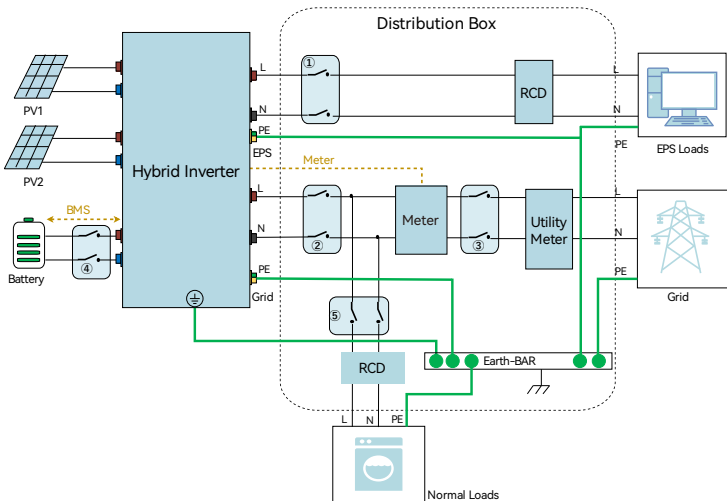 Distribution Box
PV1
PV2
Hybrid Inverter
BMS
Battery
④
L
N
PE
EPS
①
RCD
L
N
PE
EPS Loads
Meter
L
N
PE
Grid
②
Meter
③
Utility
Meter
L
N
PE
Grid
⑤
RCD
Earth-BAR
L
N
PE
Normal Loads